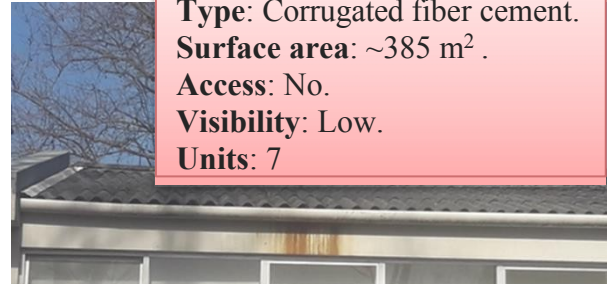 Type: Corrugated fiber cement.
Surface area: ~385 m² .
Access: No.
Visibility: Low.
Units: 7